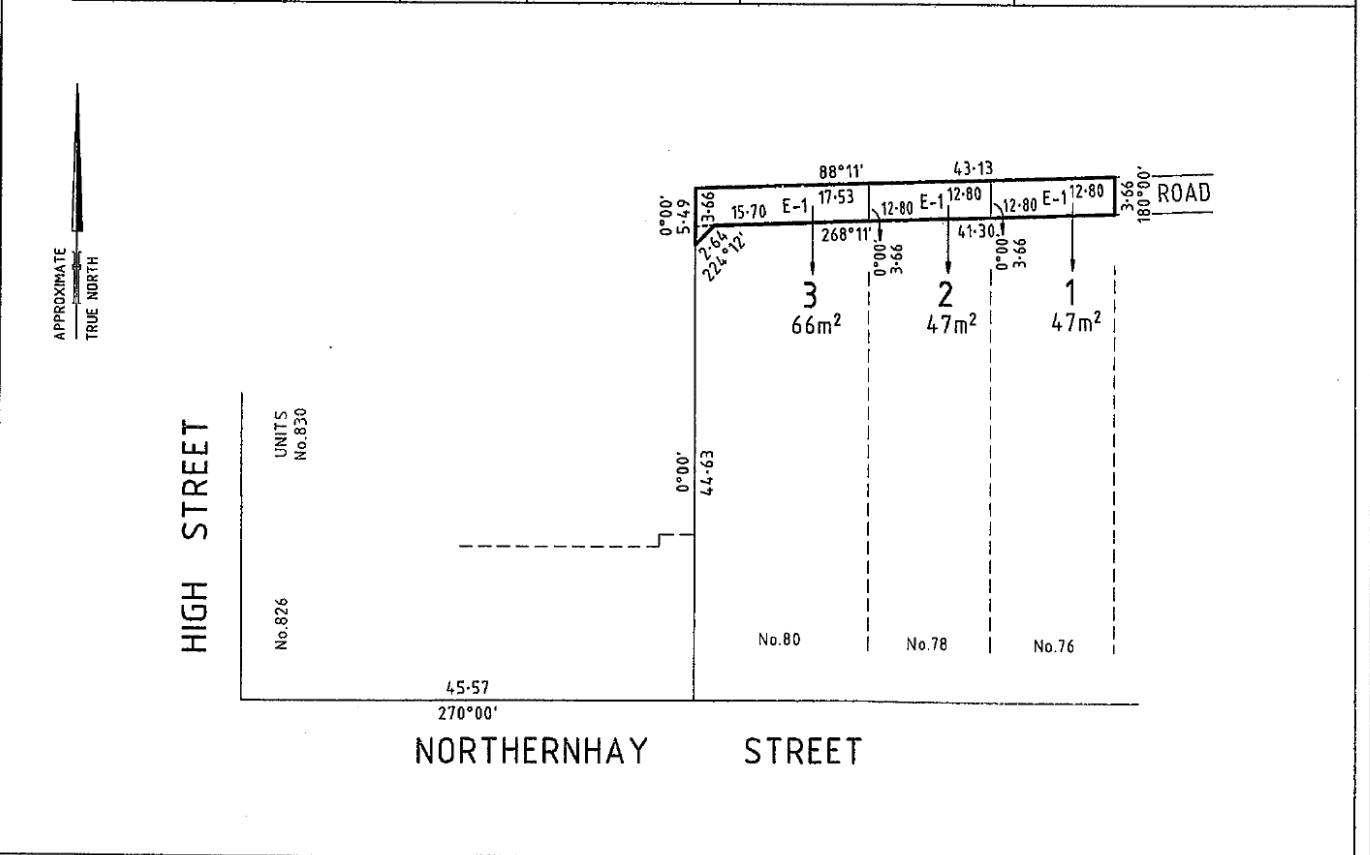 APPROXIMATE
TRUE NORTH
88°11'
43·13
0°00'
5·49
3·66
15·70
E-1
17·53
12·80
E-1
12·80
12·80
E-1
12·80
3·66
180°00'
ROAD
2·64
224°12'
268°11'
0°00'
3·66
41·30
0°00'
3·66
3
66m²
2
47m²
1
47m²
HIGH STREET
UNITS
No.830
0°00'
44·63
No.826
No.80
No.78
No.76
45·57
270°00'
NORTHERNHAY STREET